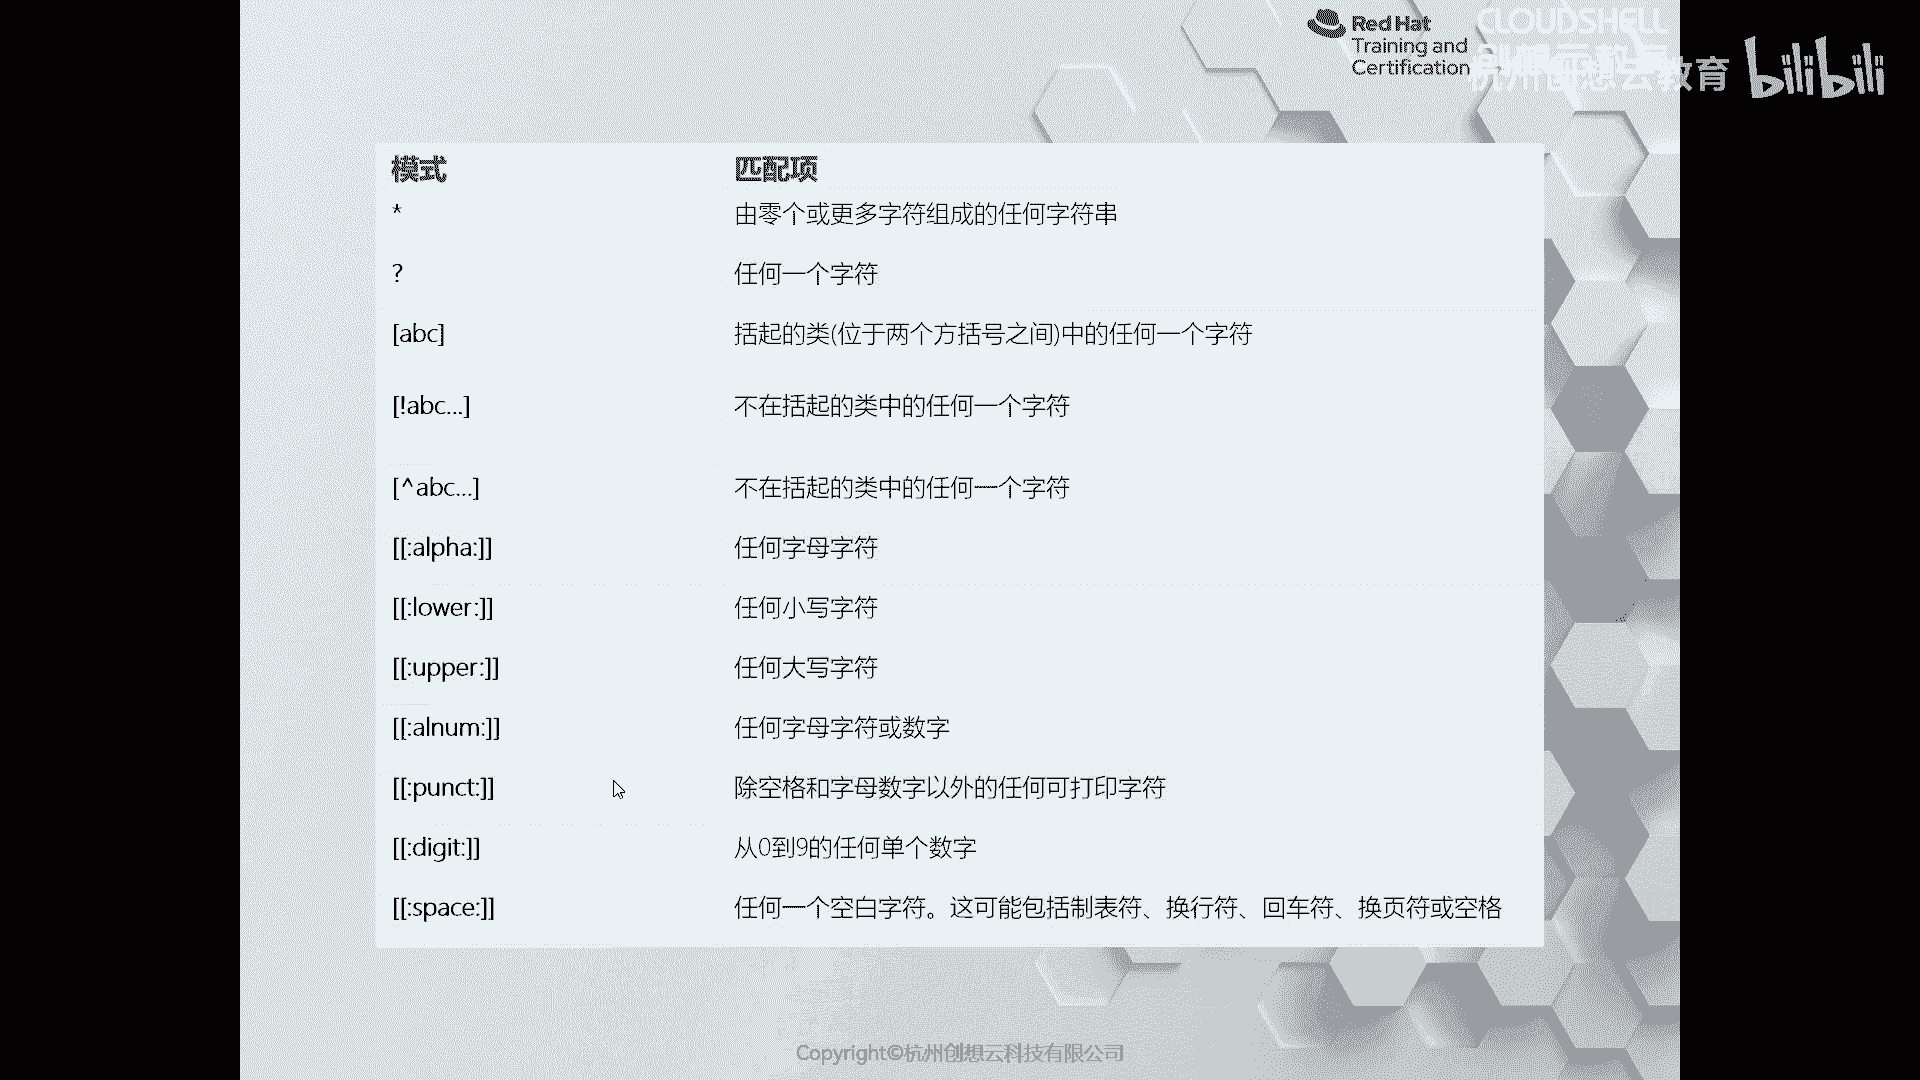 Red Hat
Training and
Certification
CLOUDSHELL
教育 bilibili
模式 匹配项
* 由零个或更多字符组成的任何字符串
? 任何一个字符
[abc] 括起的类(位于两个方括号之间)中的任何一个字符
[!abc...] 不在括起的类中的任何一个字符
[^abc...] 不在括起的类中的任何一个字符
[[:alpha:]] 任何字母字符
[[:lower:]] 任何小写字符
[[:upper:]] 任何大写字符
[[:alnum:]] 任何字母字符或数字
[[:punct:]] 除空格和字母数字以外的任何可打印字符
[[:digit:]] 从0到9的任何单个数字
[[:space:]] 任何一个空白字符。这可能包括制表符、换行符、回车符、换页符或空格
Copyright©杭州创想云科技有限公司